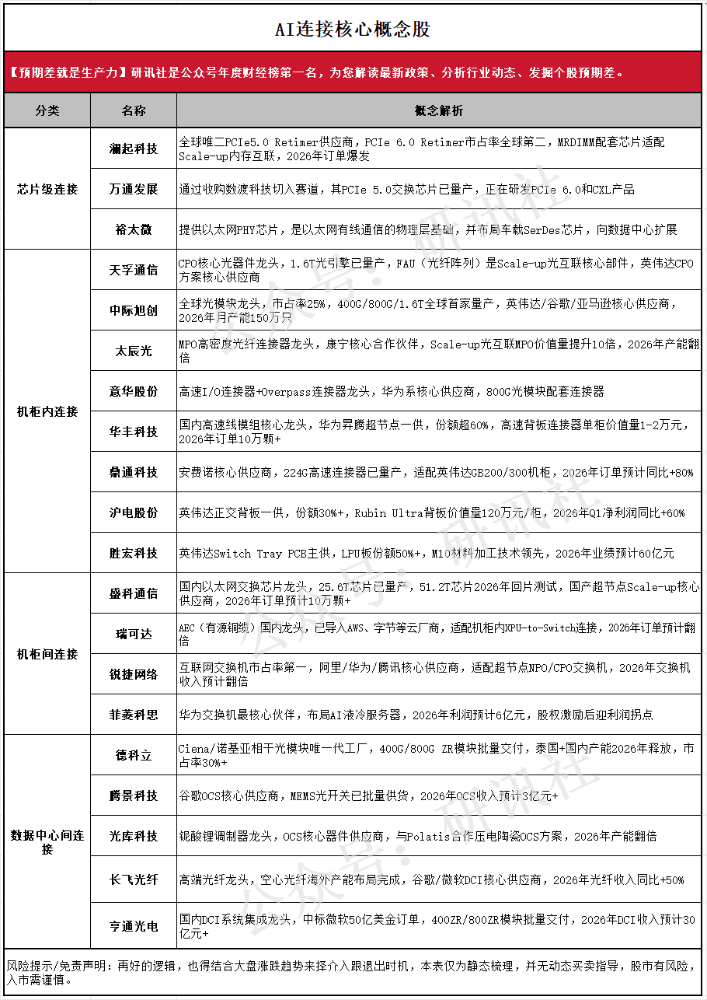 AI连接核心概念股
【预期差就是生产力】研讯社是公众号年度财经榜第一名，为您解读最新政策、分析行业动态、发掘个股预期差。
分类
名称
概念解析
芯片级连接
澜起科技
全球唯二PCIe5.0 Retimer供应商，PCIe 6.0 Retimer市占率全球第二，MRDIMM配套芯片适配
Scale-up内存互联，2026年订单爆发
万通发展
通过收购数渡科技切入赛道，其PCIe 5.0交换芯片已量产，正在研发PCIe 6.0和CXL产品
裕太微
提供以太网PHY芯片，是以太网有线通信的物理层基础，并布局车载SerDes芯片，向数据中心扩展
机柜内连接
天孚通信
CPO核心光器件龙头，1.6T光引擎已量产，FAU（光纤阵列）是Scale-up光互联核心部件，英伟达CPO
方案核心供应商
中际旭创
全球光模块龙头，市占率25%，400G/800G/1.6T全球首家量产，英伟达/谷歌/亚马逊核心供应商，
2026年月产能150万只
太辰光
MPO高密度光纤连接器龙头，康宁核心合作伙伴，Scale-up光互联MPO价值量提升10倍，2026年产能翻
倍
意华股份
高速I/O连接器+Overpass连接器龙头，华为系核心供应商，800G光模块配套连接器
华丰科技
国内高速线模组核心龙头，华为昇腾超节点一供，份额超60%，高速背板连接器单柜价值量1-2万元，
2026年订单10万颗+
鼎通科技
安费诺核心供应商，224G高速连接器已量产，适配英伟达GB200/300机柜，2026年订单预计同比+80%
沪电股份
英伟达正交背板一供，份额30%+，Rubin Ultra背板价值量120万元/柜，2026年Q1净利润同比+60%
胜宏科技
英伟达Switch Tray PCB主供，LPU板份额50%+，M10材料加工技术领先，2026年业绩预计60亿元
机柜间连接
盛科通信
国内以太网交换芯片龙头，25.6T芯片已量产，51.2T芯片2026年回片测试，国产超节点Scale-up核心
供应商，2026年订单预计10万颗+
瑞可达
AEC（有源铜缆）国内龙头，已导入AWS、字节等云厂商，适配机柜内XPU-to-Switch连接，2026年订单预计翻
倍
锐捷网络
互联网交换机市占率第一，阿里/华为/腾讯核心供应商，适配超节点NPO/CPO交换机，2026年交换机
收入预计翻倍
菲菱科思
华为交换机最核心伙伴，布局AI液冷服务器，2026年利润预计6亿元，股权激励后迎利润拐点
数据中心间连
接
德科立
Ciena/诺基亚相干光模块唯一代工厂，400G/800G ZR模块批量交付，泰国+国内产能2026年释放，市
占率30%+
腾景科技
谷歌OCS核心供应商，MEMS光开关已批量供货，2026年OCS收入预计3亿元+
光库科技
铌酸锂调制器龙头，OCS核心器件供应商，与Polatis合作压电陶瓷OCS方案，2026年产能翻倍
长飞光纤
高端光纤龙头，空心光纤海外产能布局完成，谷歌/微软DCI核心供应商，2026年光纤收入同比+50%
亨通光电
国内DCI系统集成龙头，中标微软50亿美金订单，400ZR/800ZR模块批量交付，2026年DCI收入预计30
亿元+
风险提示/免责声明：再好的逻辑，也得结合大盘涨跌趋势来择介入跟退出时机，本表仅为静态梳理，并无动态买卖指导，股市有风险，
入市需谨慎。
公众号：研讯社
公众号：研讯社
公众号：研讯社